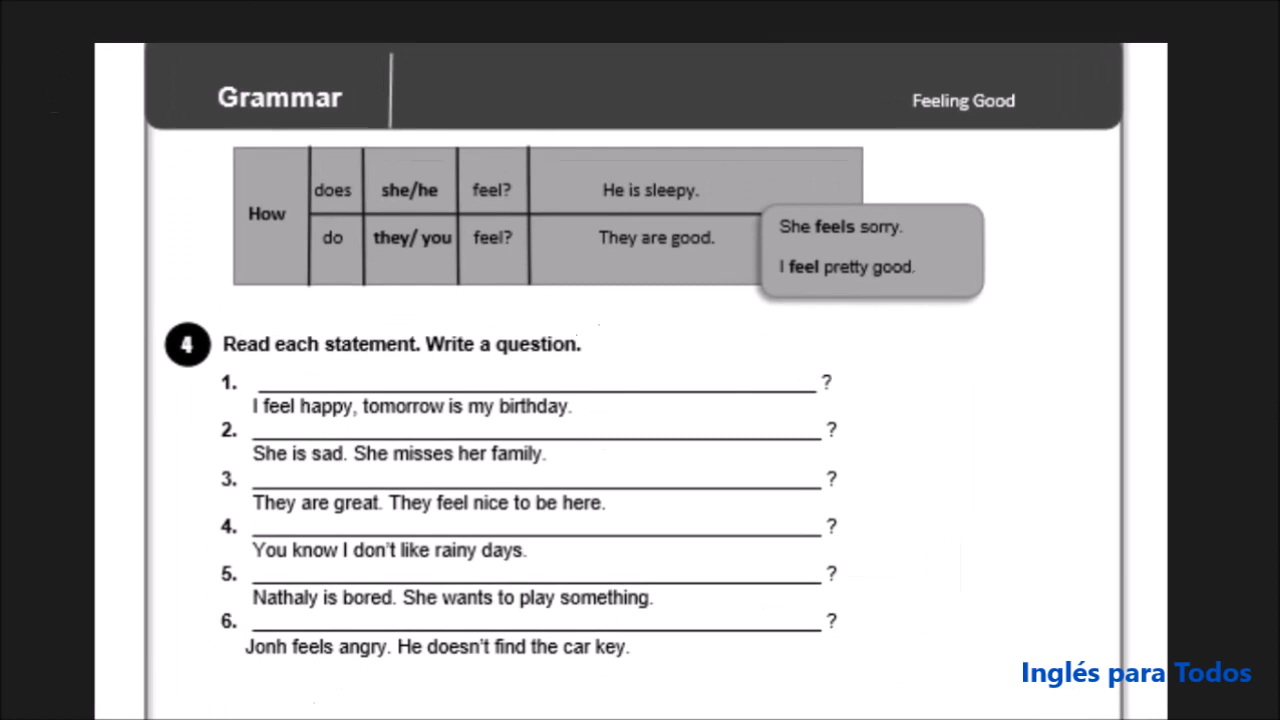 Grammar
Feeling Good
How
does she/he feel? He is sleepy.
do they/ you feel? They are good.
She feels sorry.
I feel pretty good.
4 Read each statement. Write a question.
1. ?
I feel happy, tomorrow is my birthday.
2. ?
She is sad. She misses her family.
3. ?
They are great. They feel nice to be here.
4. ?
You know I don't like rainy days.
5. ?
Nathaly is bored. She wants to play something.
6. ?
Jonh feels angry. He doesn't find the car key.
Inglés para Todos